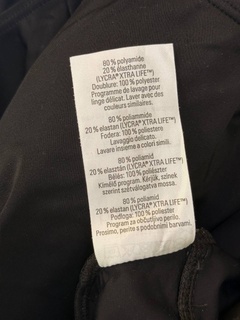 80% polyamide
20% élasthanne
(LYCRA® XTRA LIFE™)
Doublure: 100% polyester
Programme de lavage pour
linge délicat. Laver avec des
couleurs similaires.
80% poliammide
20% elastan (LYCRA® XTRA LIFE™)
Fodera: 100% poliestere
Lavaggio delicato.
Lavare insieme a colori simili.
80% poliamid
20% elasztán (LYCRA® XTRA LIFE™)
Bélés: 100% poliészter
Kímélő program. Kérjük, színek
szerint szétválogatva mossa.
80% poliamid
20% elastan (LYCRA® XTRA LIFE™)
Podloga: 100% poliester
Program za občutljivo perilo.
Prosimo, perite s podobnimi barvami.